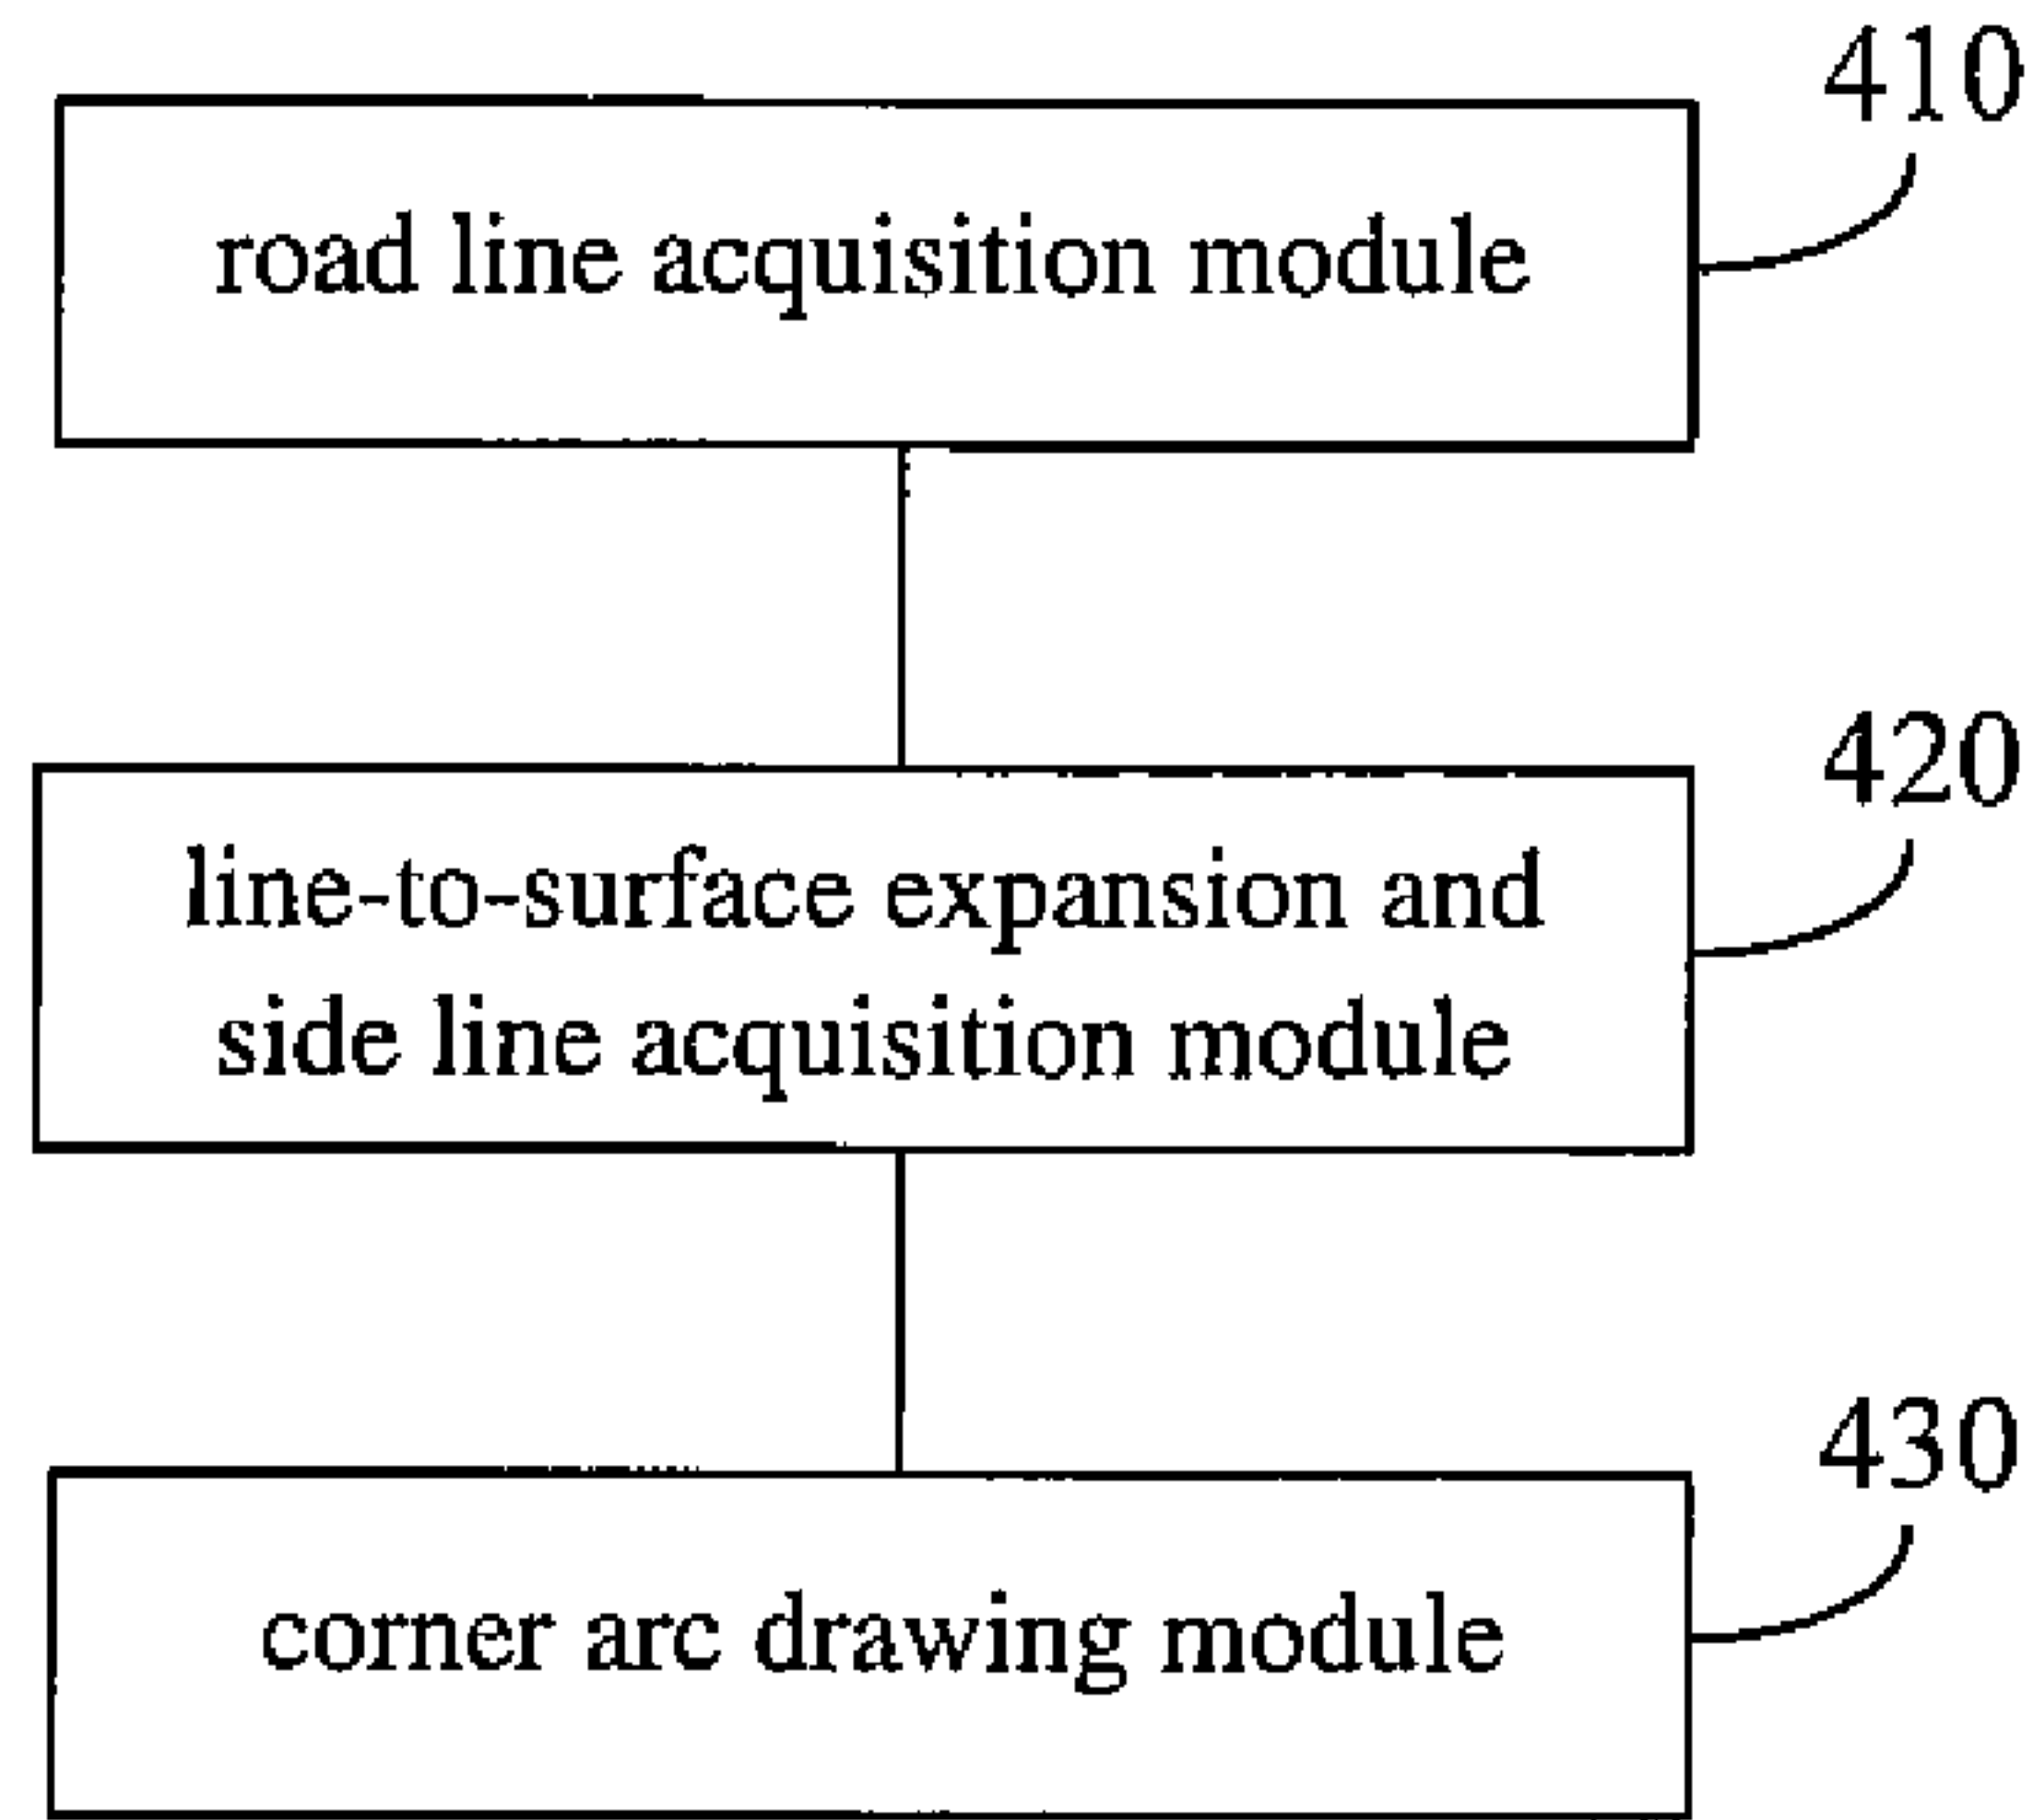 410
road line acquisition module
420
line-to-surface expansion and
side line acquisition module
430
corner arc drawing module